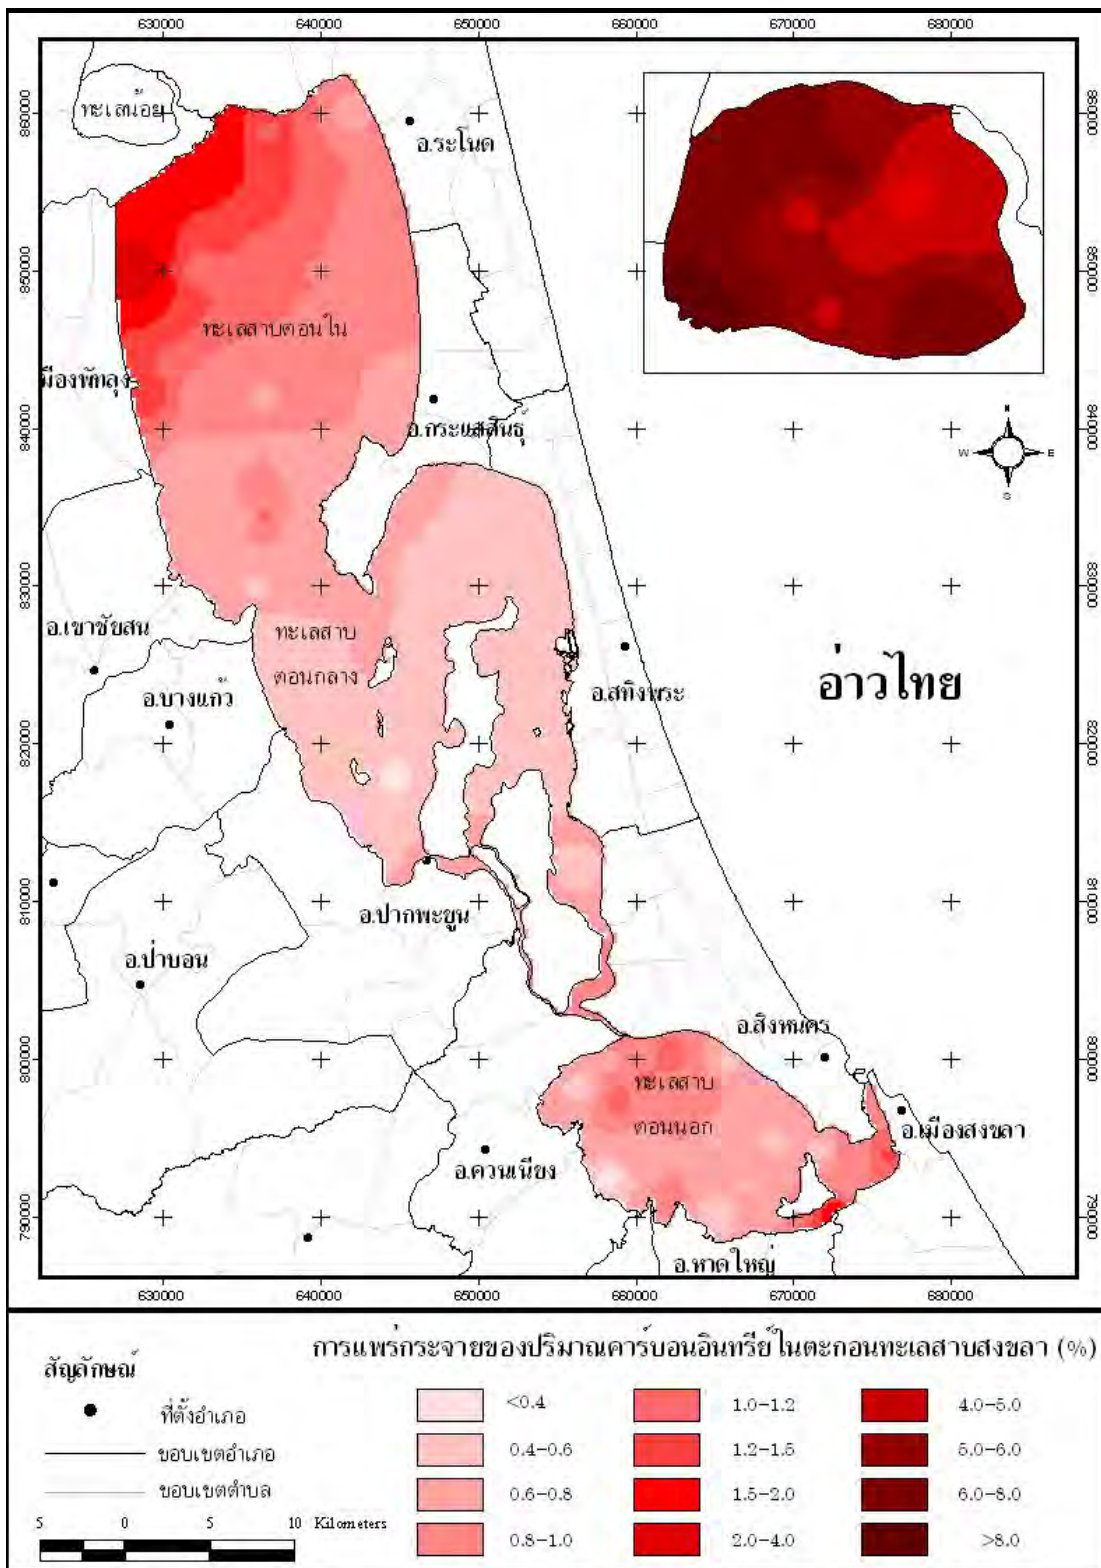 630000 640000 650000 660000 670000 680000
ทะเลน้อย
860000
860000
อ.ระโนด
850000
850000
ทะเลสาบตอนใน
มืองพัทลุง
840000
840000
อ.กระแสสินธุ์
N
W E
S
830000
830000
อ.เขาชัยสน
ทะเลสาบ
ตอนกลาง
อ.บางแก้ว
อ.สทิงพระ
อ่าวไทย
820000
820000
810000
810000
อ.ปากพะยูน
อ.ป่าบอน
อ.สิงหนคร
800000
800000
ทะเลสาบ
ตอนนอก
อ.เมืองสงขลา
อ.ควนเนียง
790000
790000
อ.หาดใหญ่
630000 640000 650000 660000 670000 680000
การแพร่กระจายของปริมาณคาร์บอนอินทรีย์ในตะกอนทะเลสาบสงขลา (%)
สัญลักษณ์
ที่ตั้งอำเภอ
ขอบเขตอำเภอ
ขอบเขตตำบล
5 0 5 10 Kilometers
<0.4
0.4-0.6
0.6-0.8
0.8-1.0
1.0-1.2
1.2-1.5
1.5-2.0
2.0-4.0
4.0-5.0
5.0-6.0
6.0-8.0
>8.0